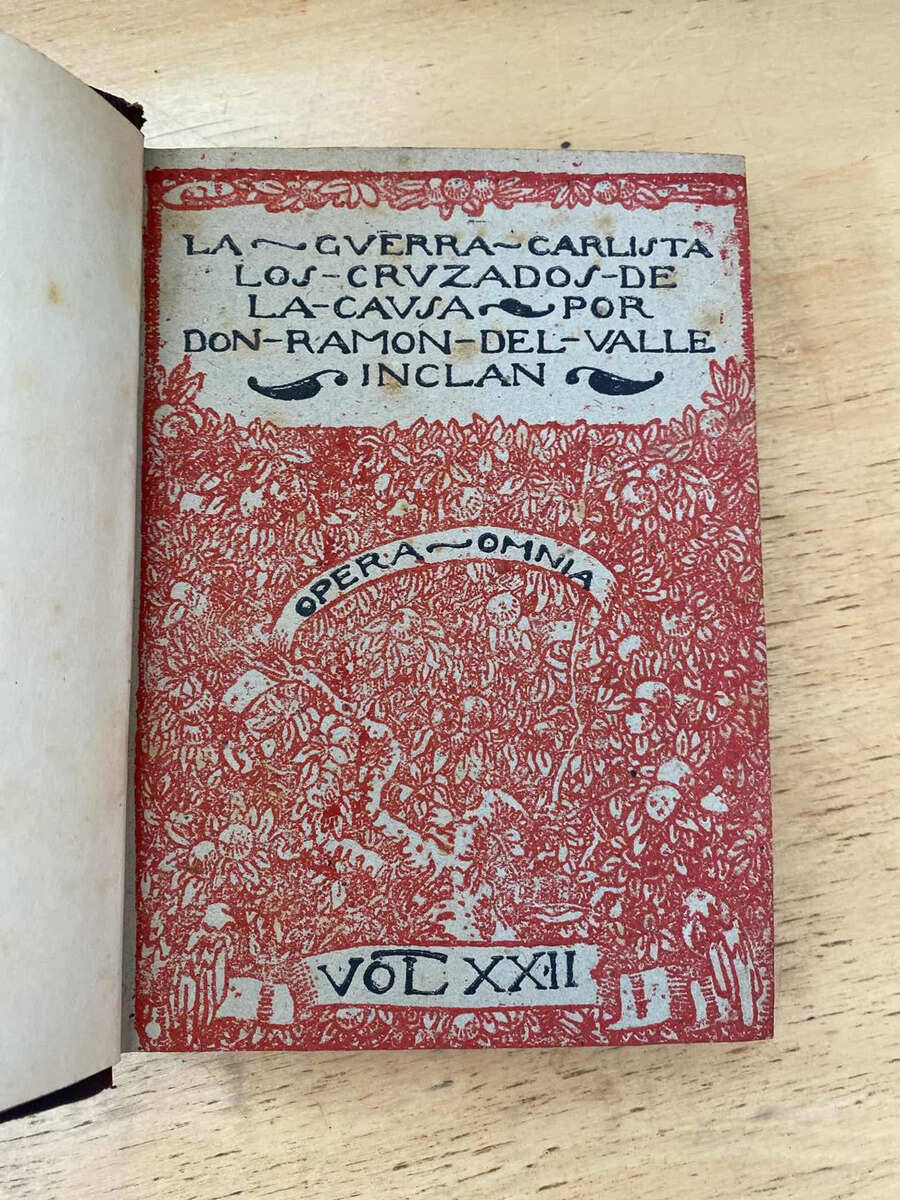 LA~GVERRA~CARLISTA
LOS-CRVZADOS-DE
LA-CAVSA~POR
DON-RAMON-DEL-VALLE
INCLAN
OPERA~OMNIA
VOL XXII